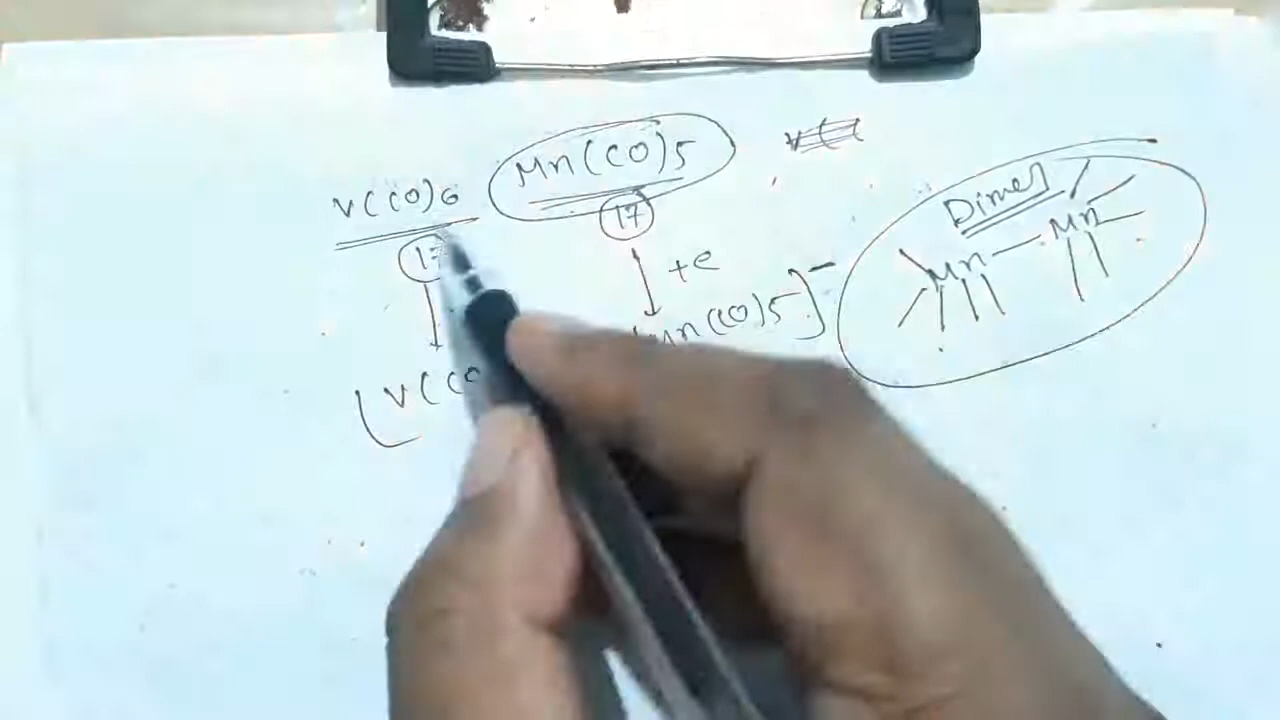 V(CO)6
Mn(CO)5
17
17
+e
Mn(CO)5]-
[V(CO
Dimer
Mn-Mn